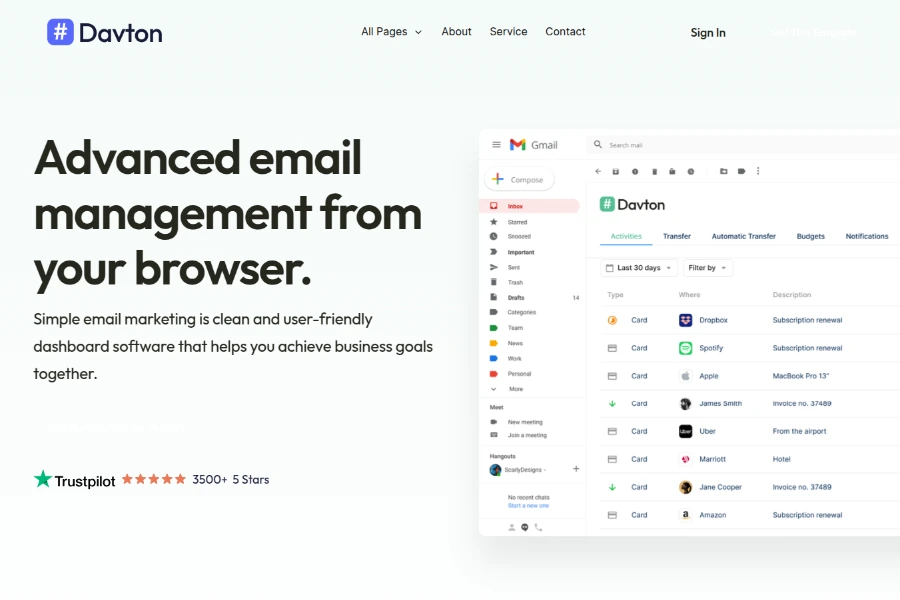 # Davton
All Pages
About
Service
Contact
Sign In
Advanced email
management from
your browser.
Simple email marketing is clean and user-friendly
dashboard software that helps you achieve business goals
together.
Trustpilot
3500+ 5 Stars
Gmail
Search mail
Compose
Inbox
Starred
Snoozed
Important
Sent
Trash
Drafts 14
Categories
Team
News
Work
Personal
More
Meet
New meeting
Join a meeting
Hangouts
ScarlyDesigns
No recent chats
Start a new one
# Davton
Activities Transfer Automatic Transfer Budgets Notifications
Last 30 days Filter by
Type Where Description
Card Dropbox Subscription renewal
Card Spotify Subscription renewal
Card Apple MacBook Pro 13"
Card James Smith Invoice no. 37489
Card Uber Uber From the airport
Card Marriott Hotel
Card Jane Cooper Invoice no. 37489
Card a Amazon Subscription renewal